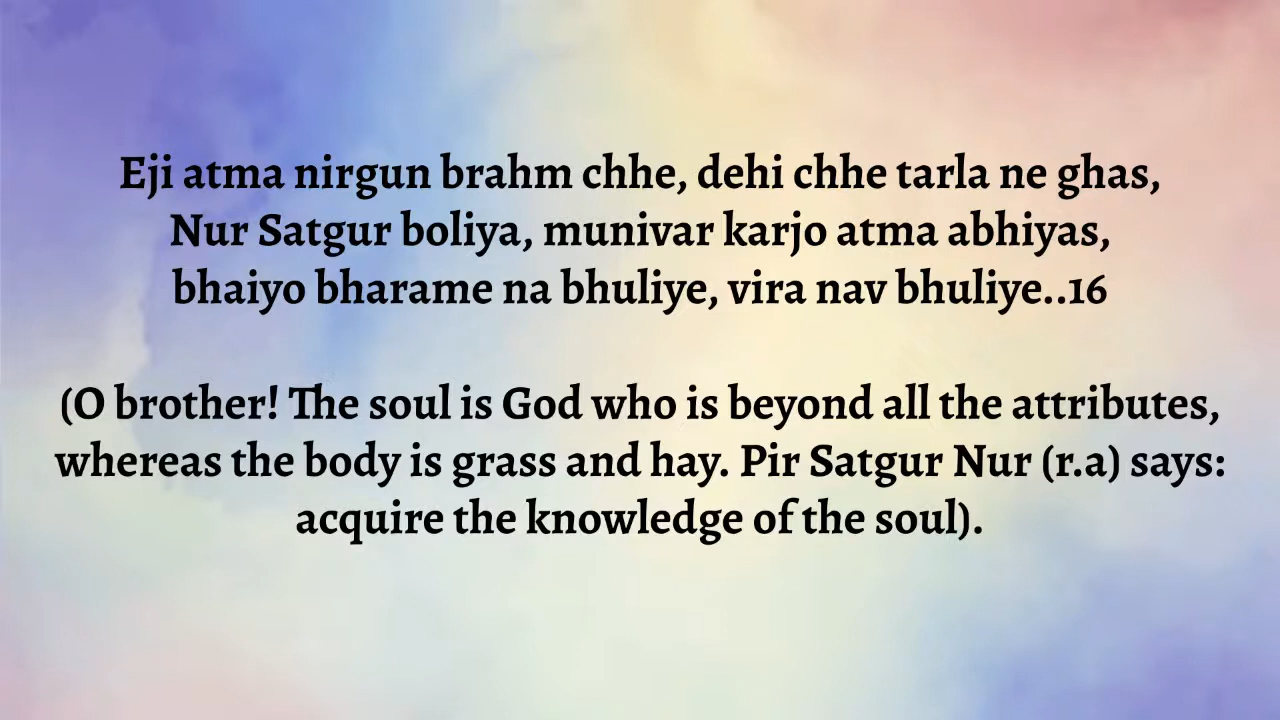 Eji atma nirgun brahm chhe, dehi chhe tarla ne ghas,
Nur Satgur boliya, munivar karjo atma abhiyas,
bhaiyo bharame na bhuliye, vira nav bhuliye..16
(O brother! The soul is God who is beyond all the attributes,
whereas the body is grass and hay. Pir Satgur Nur (r.a) says:
acquire the knowledge of the soul).